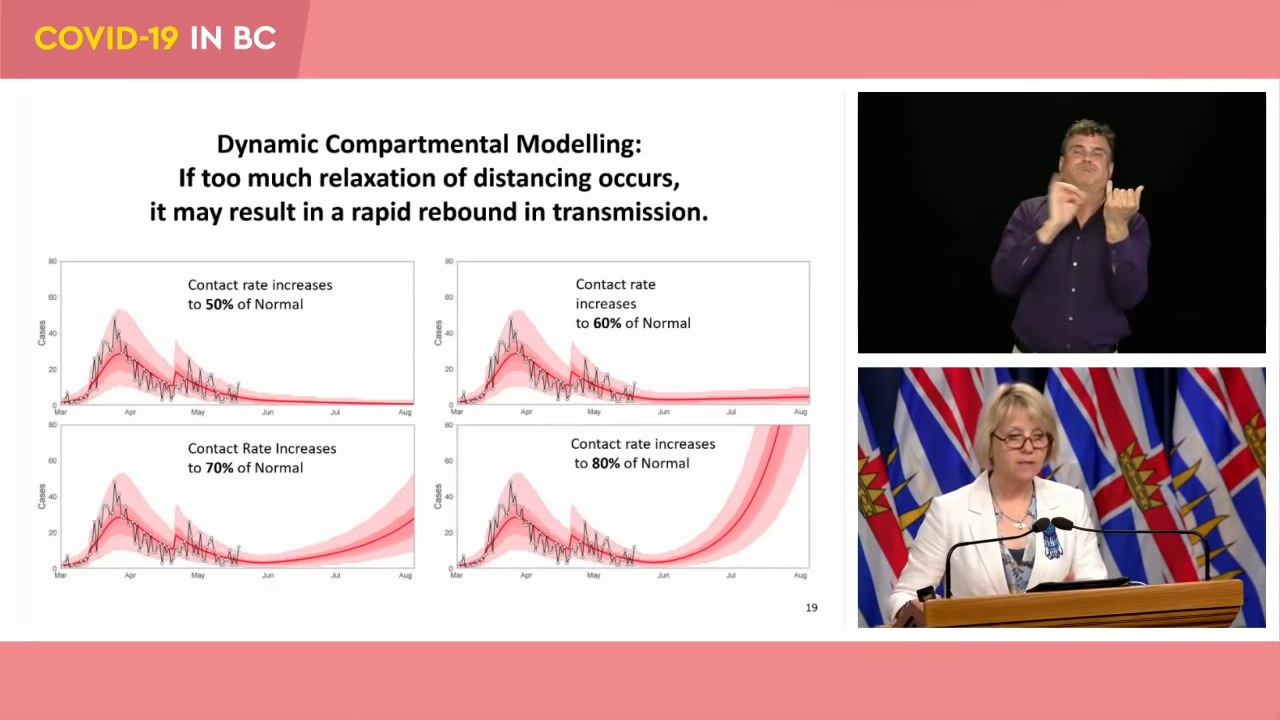 COVID-19 IN BC
Dynamic Compartmental Modelling:
If too much relaxation of distancing occurs,
it may result in a rapid rebound in transmission.
80
60
40
20
0
Cases
Contact rate increases
to 50% of Normal
Mar Apr May Jun Jul Aug
80
60
40
20
0
Cases
Contact rate
increases
to 60% of Normal
Mar Apr May Jun Jul Aug
80
60
40
20
0
Cases
Contact Rate Increases
to 70% of Normal
Mar Apr May Jun Jul Aug
80
60
40
20
0
Cases
Contact rate increases
to 80% of Normal
Mar Apr May Jun Jul Aug
19